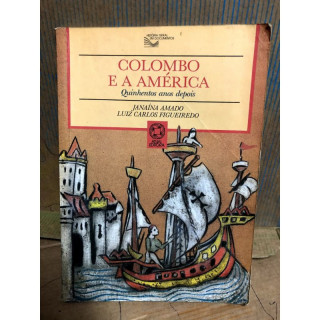 COLOMBO
E A AMÉRICA
Quinhentos anos depois
JANAÍNA AMADO
LUIZ CARLOS FIGUEIREDO